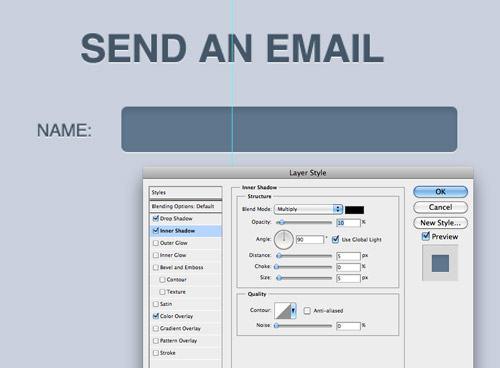 SEND AN EMAIL
NAME:
Layer Style
Styles
Blending Options: Default
Drop Shadow
Inner Shadow
Outer Glow
Inner Glow
Bevel and Emboss
Contour
Texture
Satin
Color Overlay
Gradient Overlay
Pattern Overlay
Stroke
Inner Shadow
Structure
Blend Mode: Multiply
Opacity: 10 %
Angle: 90 ° Use Global Light
Distance: 5 px
Choke: 0 %
Size: 5 px
Quality
Contour: Anti-aliased
Noise: 0 %
OK
Cancel
New Style...
Preview